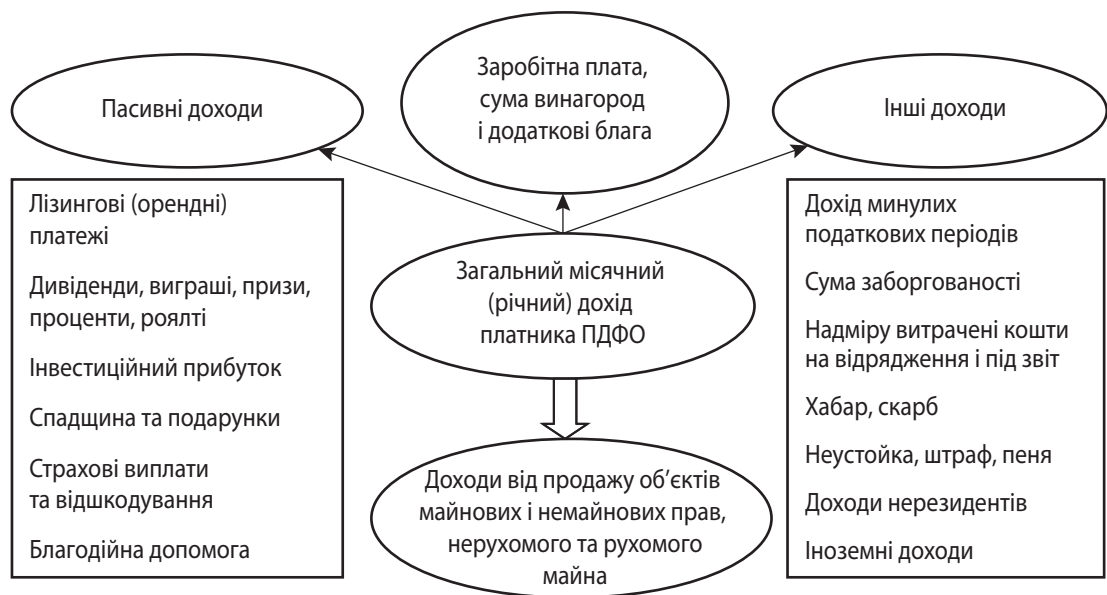 Пасивні доходи
Заробітна плата,
сума винагород
і додаткові блага
Інші доходи
Лізингові (орендні)
платежі
Дивіденди, виграші, призи,
проценти, роялті
Інвестиційний прибуток
Спадщина та подарунки
Страхові виплати
та відшкодування
Благодійна допомога
Загальний місячний
(річний) дохід
платника ПДФО
Доходи від продажу об’єктів
майнових і немайнових прав,
нерухомого та рухомого
майна
Дохід минулих
податкових періодів
Сума заборгованості
Надміру витрачені кошти
на відрядження і під звіт
Хабар, скарб
Неустойка, штраф, пеня
Доходи нерезидентів
Іноземні доходи